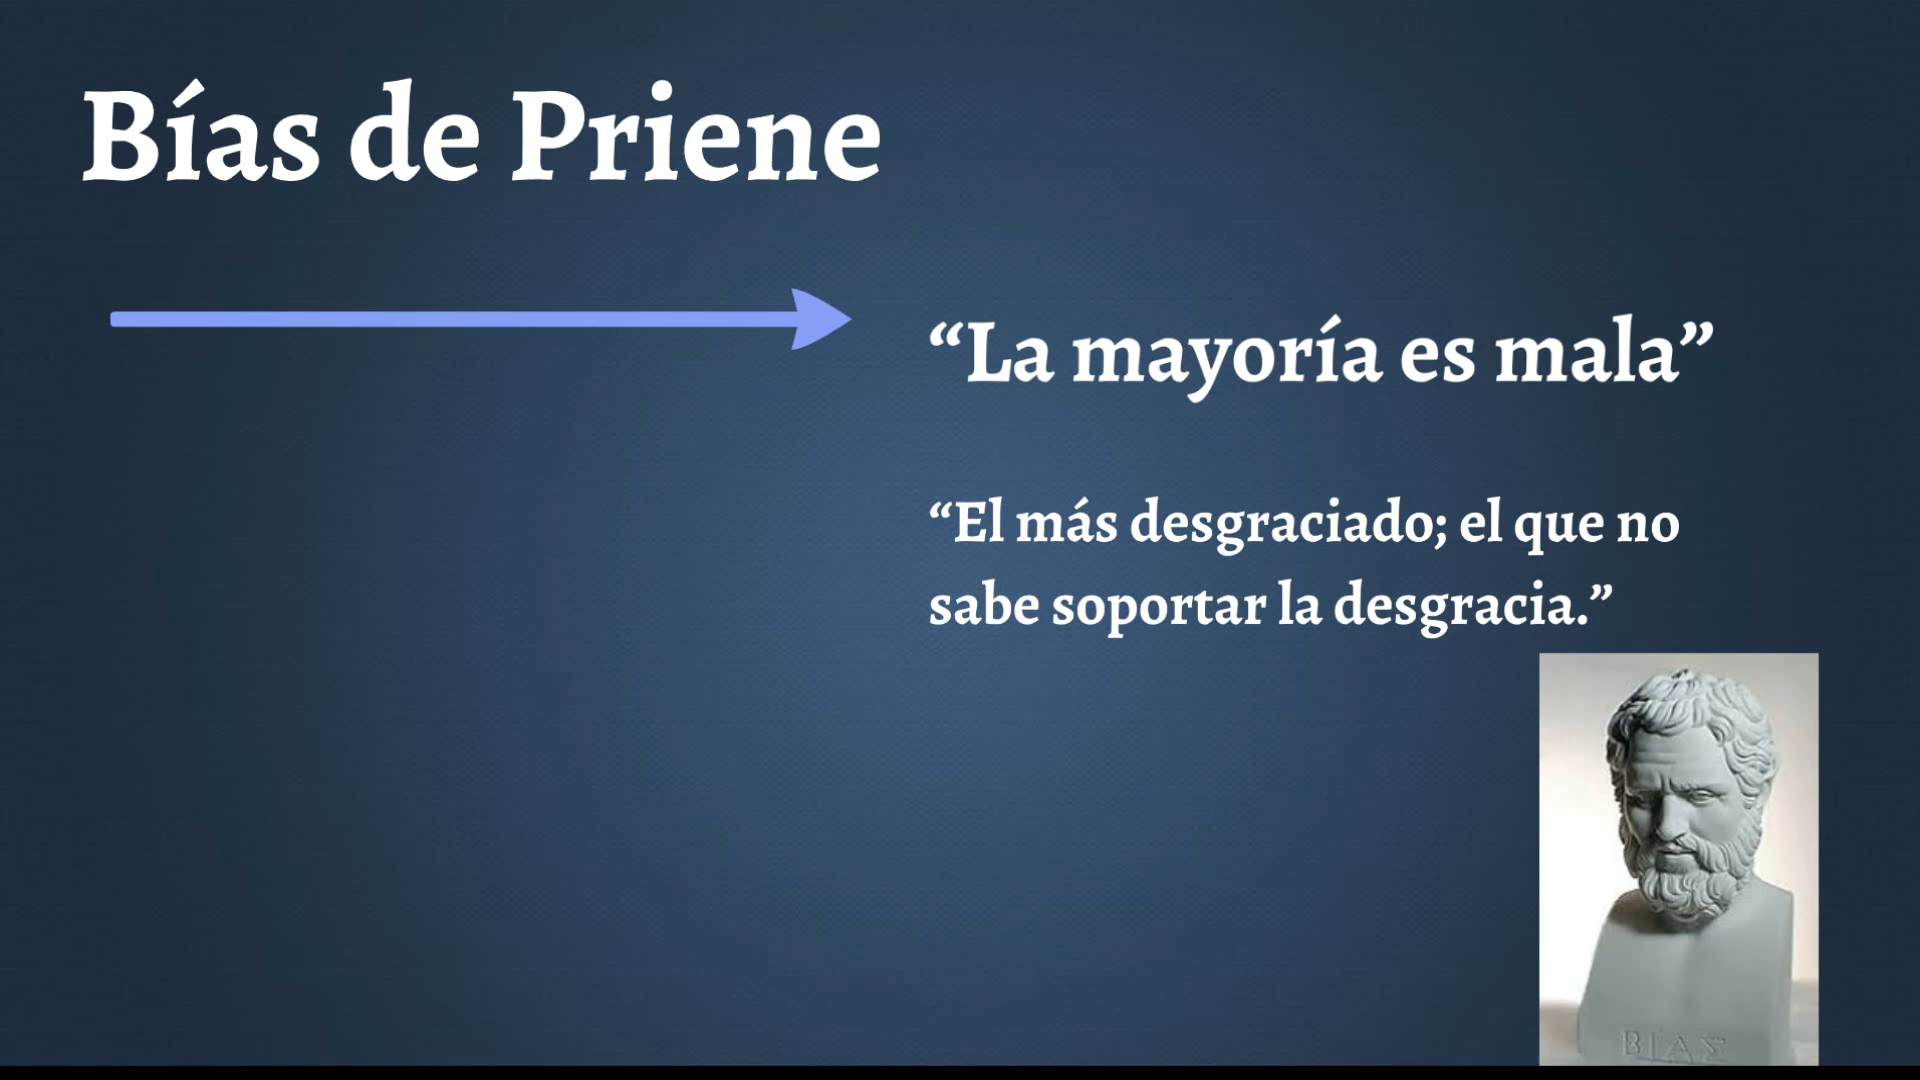 Bías de Priene
“La mayoría es mala”
“El más desgraciado; el que no
sabe soportar la desgracia.”
ΒΙΑΣ